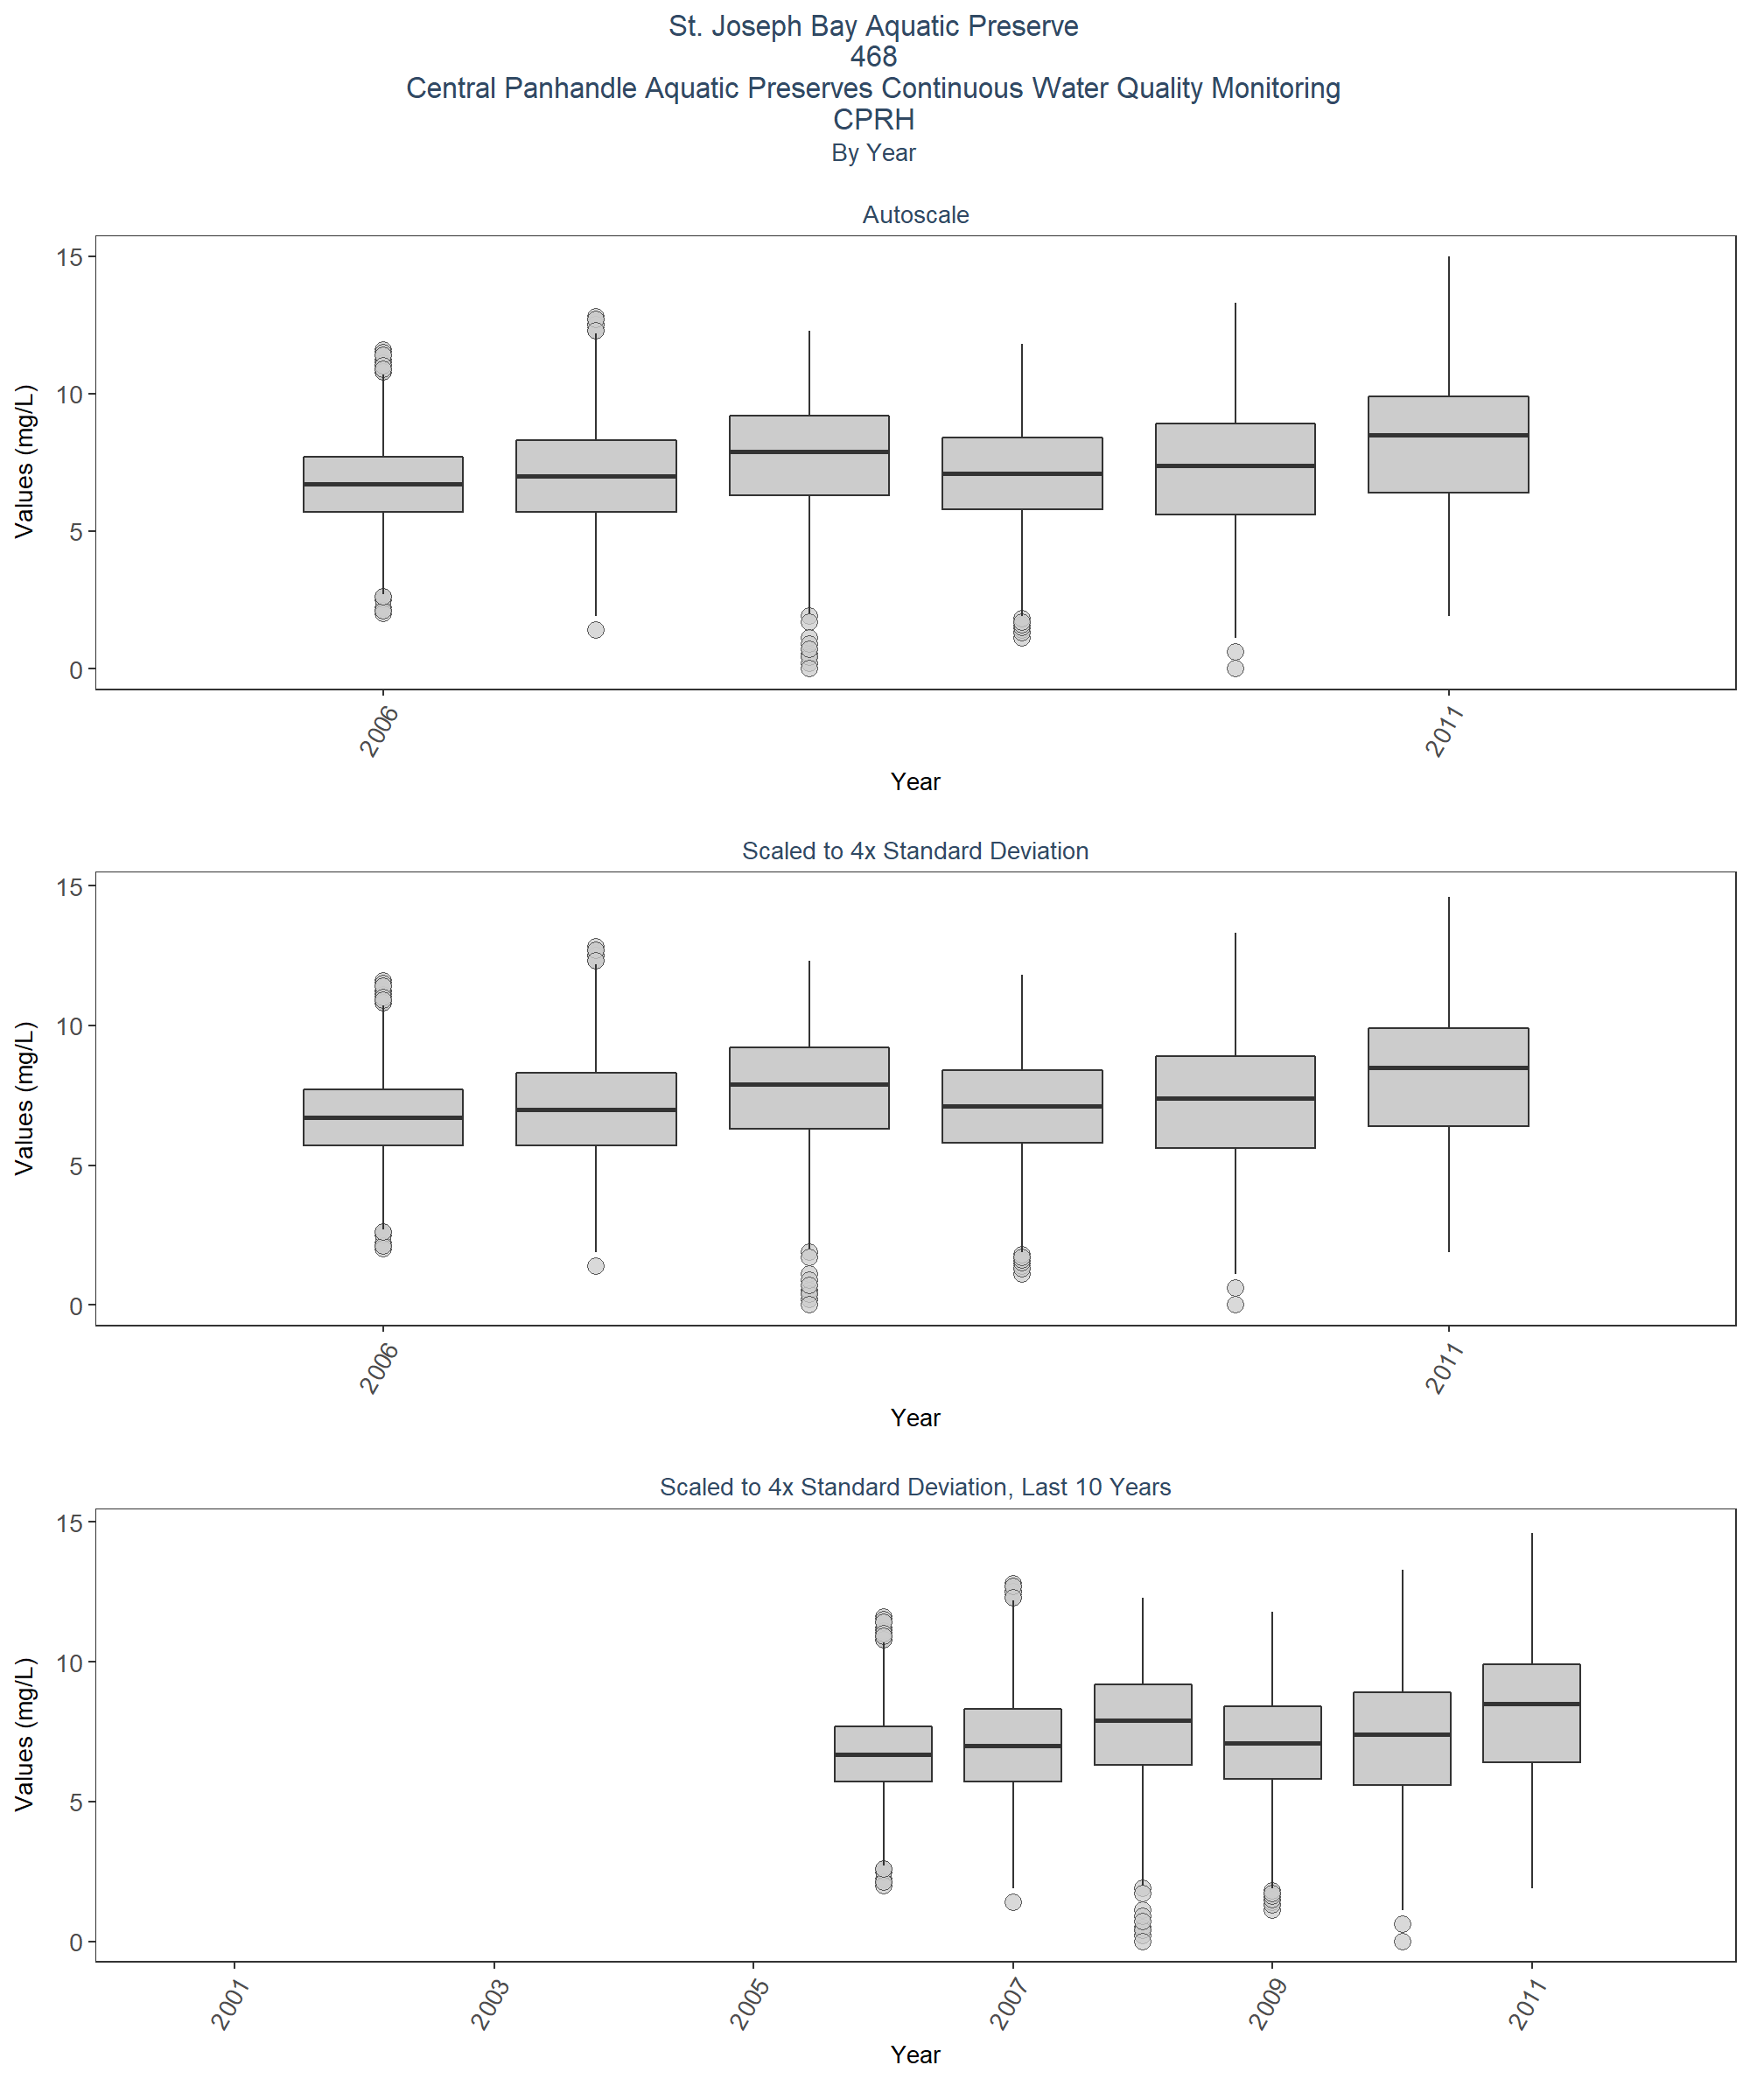 St. Joseph Bay Aquatic Preserve
468
Central Panhandle Aquatic Preserves Continuous Water Quality Monitoring
CPRH
By Year
Autoscale
Values (mg/L)
15
10
5
0
2006
2011
Year
Scaled to 4x Standard Deviation
Values (mg/L)
15
10
5
0
2006
2011
Year
Scaled to 4x Standard Deviation, Last 10 Years
Values (mg/L)
15
10
5
0
2001
2003
2005
2007
2009
2011
Year